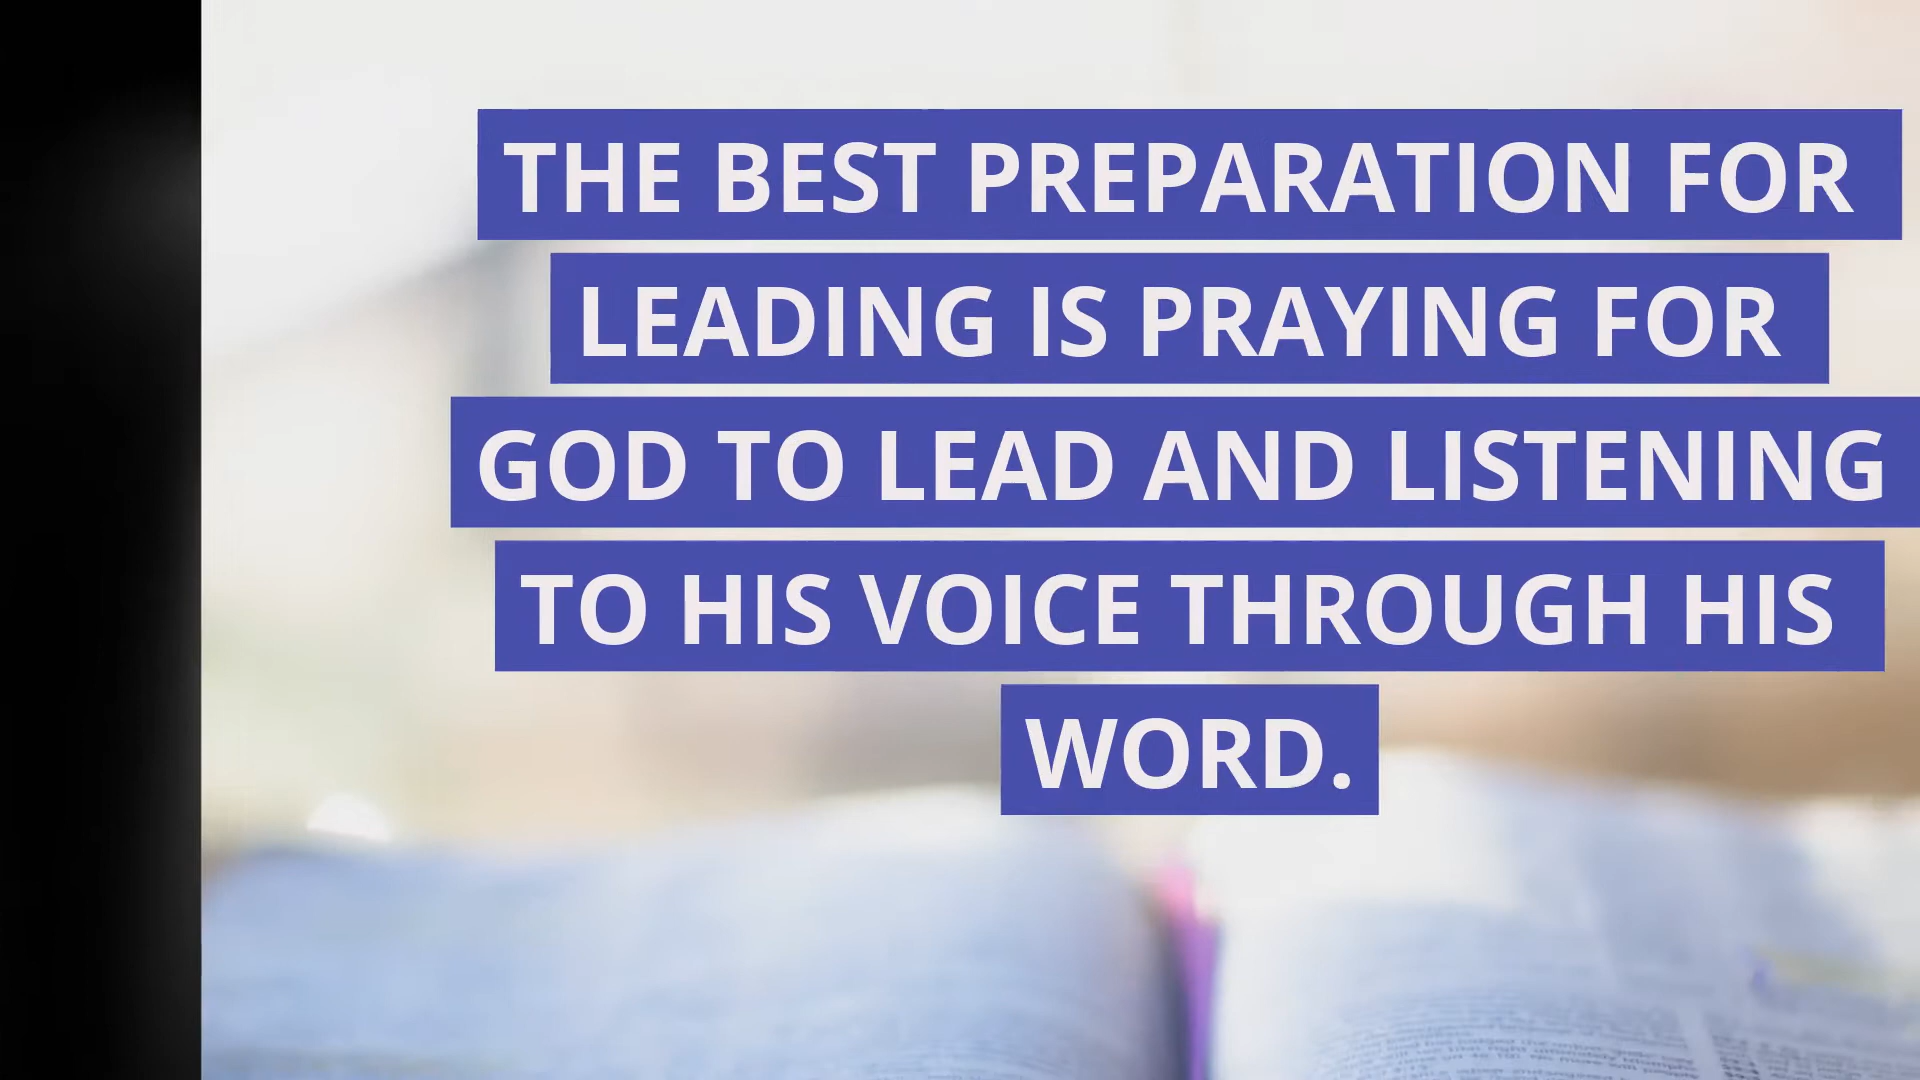 THE BEST PREPARATION FOR
LEADING IS PRAYING FOR
GOD TO LEAD AND LISTENING
TO HIS VOICE THROUGH HIS
WORD.